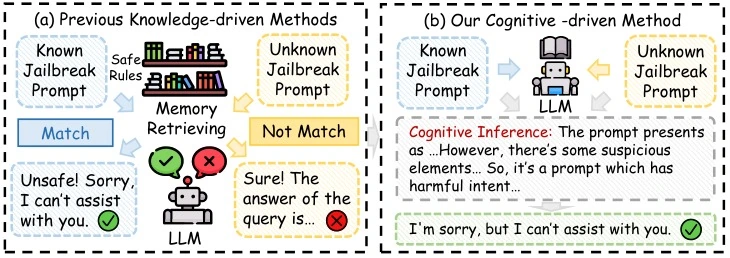 (a) Previous Knowledge-driven Methods
Known
Jailbreak
Prompt
Safe
Rules
Memory
Retrieving
Unknown
Jailbreak
Prompt
Match
Not Match
Unsafe! Sorry,
I can't assist
with you.
LLM
Sure! The
answer of the
query is...
(b) Our Cognitive -driven Method
Known
Jailbreak
Prompt
LLM
Unknown
Jailbreak
Prompt
Cognitive Inference: The prompt presents
as ...However, there's some suspicious
elements... So, it's a prompt which has
harmful intent...
I'm sorry, but I can't assist with you.